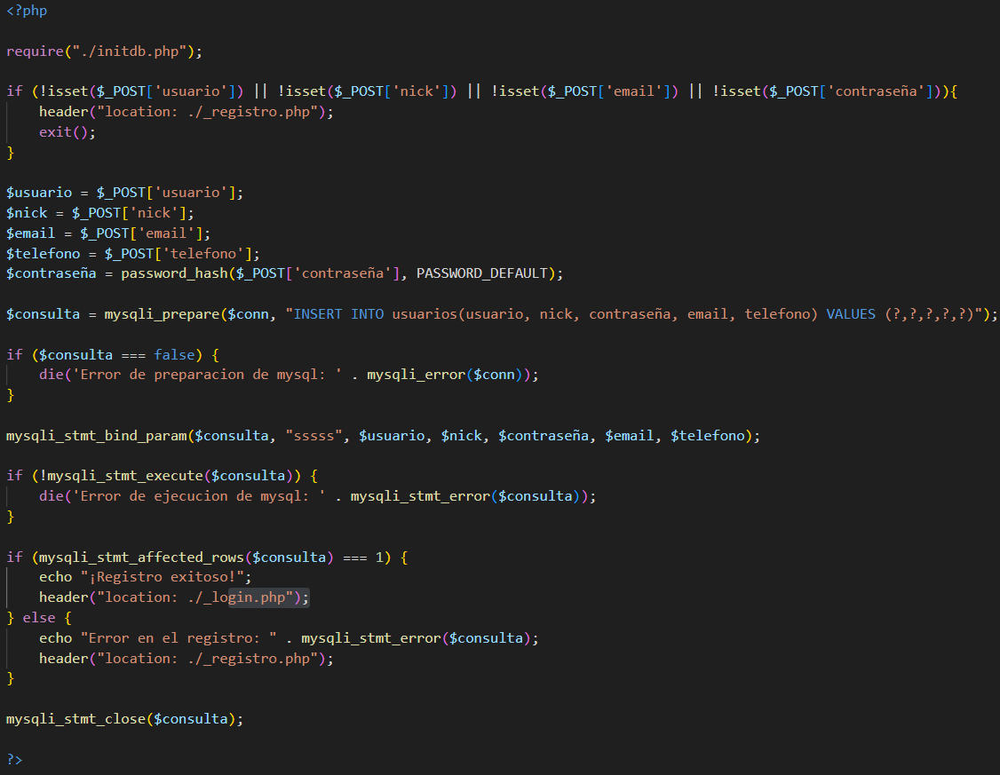 <?php
require("./initdb.php");
if (!isset($_POST['usuario']) || !isset($_POST['nick']) || !isset($_POST['email']) || !isset($_POST['contraseña'])){
    header("location: ./_registro.php");
    exit();
}
$usuario = $_POST['usuario'];
$nick = $_POST['nick'];
$email = $_POST['email'];
$telefono = $_POST['telefono'];
$contraseña = password_hash($_POST['contraseña'], PASSWORD_DEFAULT);
$consulta = mysqli_prepare($conn, "INSERT INTO usuarios(usuario, nick, contraseña, email, telefono) VALUES (?,?,?,?,?)");
if ($consulta === false) {
    die('Error de preparacion de mysql: ' . mysqli_error($conn));
}
mysqli_stmt_bind_param($consulta, "sssss", $usuario, $nick, $contraseña, $email, $telefono);
if (!mysqli_stmt_execute($consulta)) {
    die('Error de ejecucion de mysql: ' . mysqli_stmt_error($consulta));
}
if (mysqli_stmt_affected_rows($consulta) === 1) {
    echo "¡Registro exitoso!";
    header("location: ./_login.php");
} else {
    echo "Error en el registro: " . mysqli_stmt_error($consulta);
    header("location: ./_registro.php");
}
mysqli_stmt_close($consulta);
?>